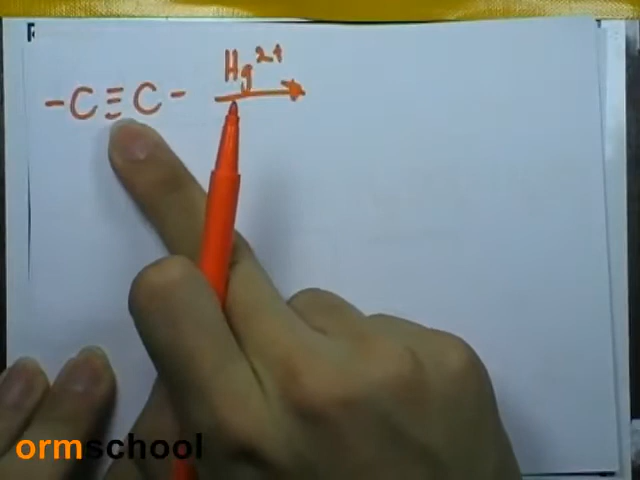 -C≡C- Hg²⁺ →
ormschool